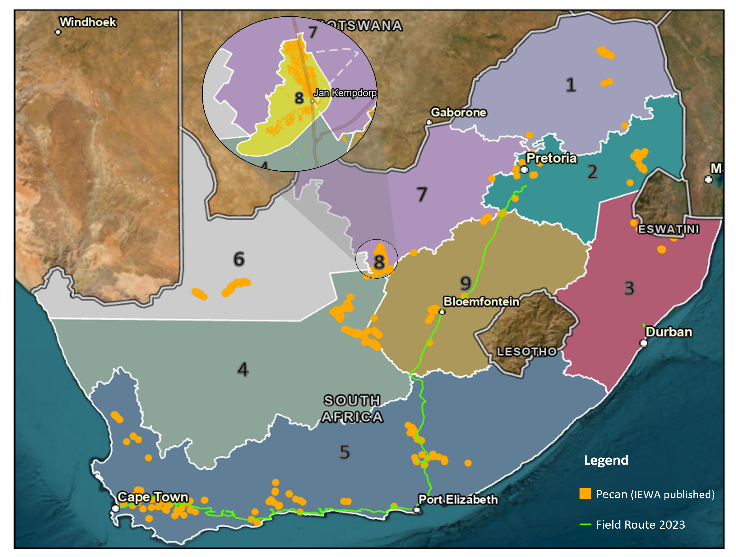 Windhoek
BOTSWANA
7
8
Jan Kempdorp
4
Gaborone
1
Pretoria
2
M
7
ESWATINI
6
8
9
3
Bloemfontein
Durban
LESOTHO
4
SOUTH
AFRICA
5
Cape Town
Port Elizabeth
Legend
Pecan (IEWA published)
Field Route 2023